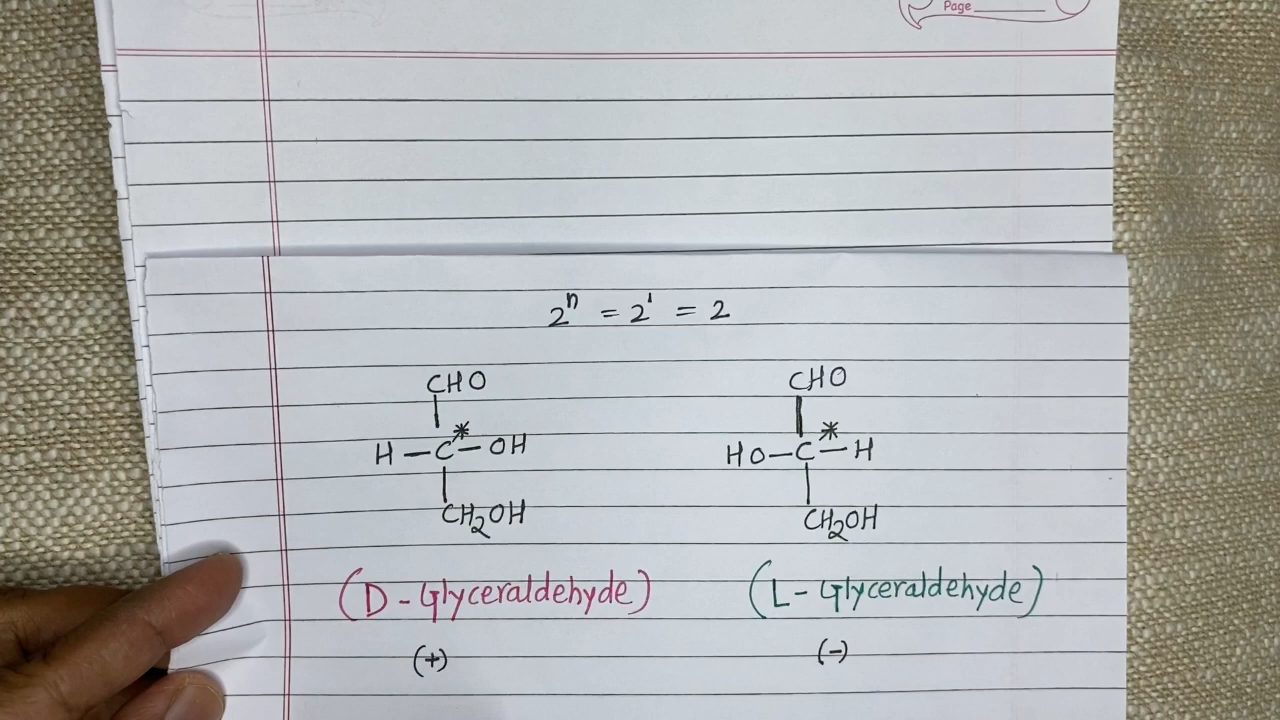 Page
2ⁿ = 2¹ = 2
CHO
H – C* – OH
CH₂OH
(D - Glyceraldehyde)
(+)
CHO
HO – C* – H
CH₂OH
(L - Glyceraldehyde)
(-)